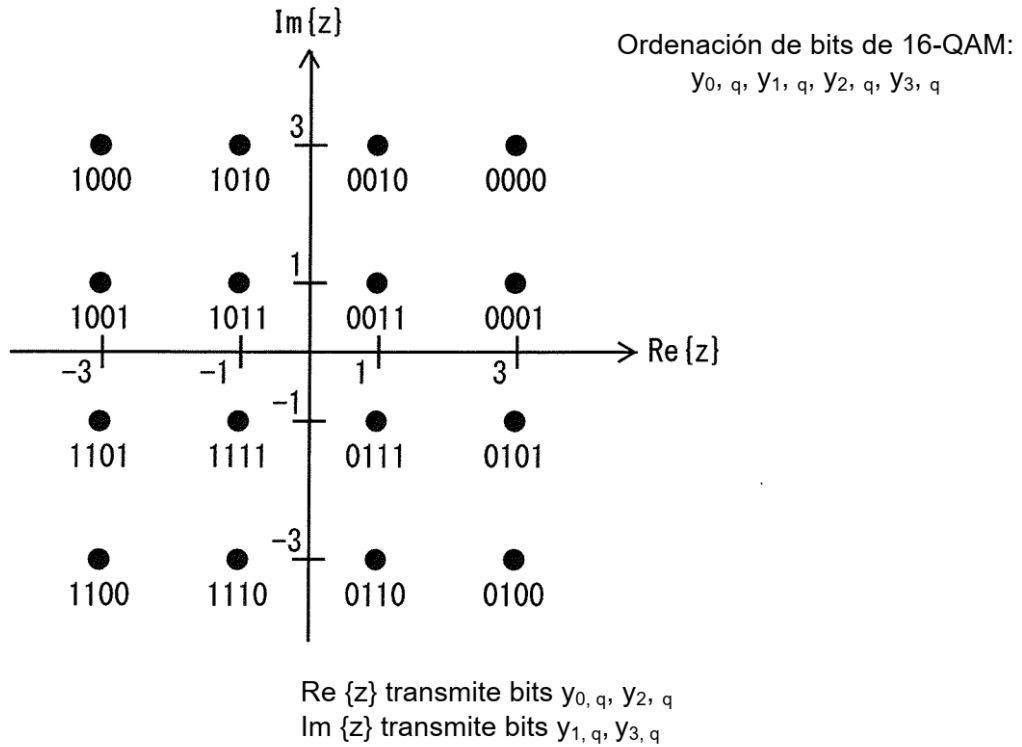 Im{z}
Ordenación de bits de 16-QAM:
y0, q, y1, q, y2, q, y3, q
3
1000 1010 0010 0000
1
1001 1011 0011 0001
Re{z}
-3 -1 1 3
-1
1101 1111 0111 0101
-3
1100 1110 0110 0100
Re {z} transmite bits y0, q, y2, q
Im {z} transmite bits y1, q, y3, q